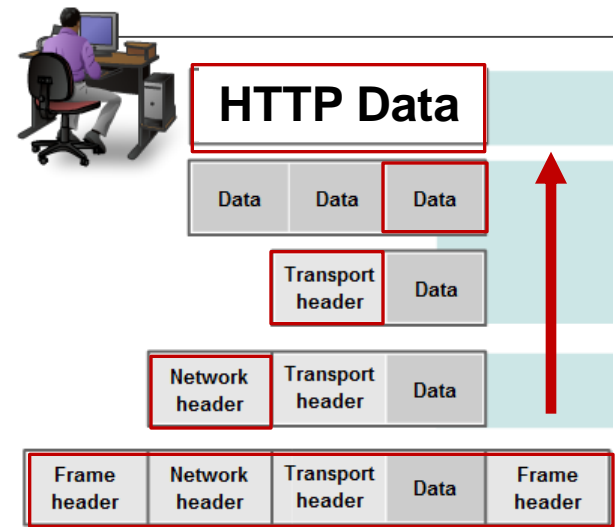 HTTP Data
Data Data Data
Transport header Data
Network header Transport header Data
Frame header Network header Transport header Data Frame header